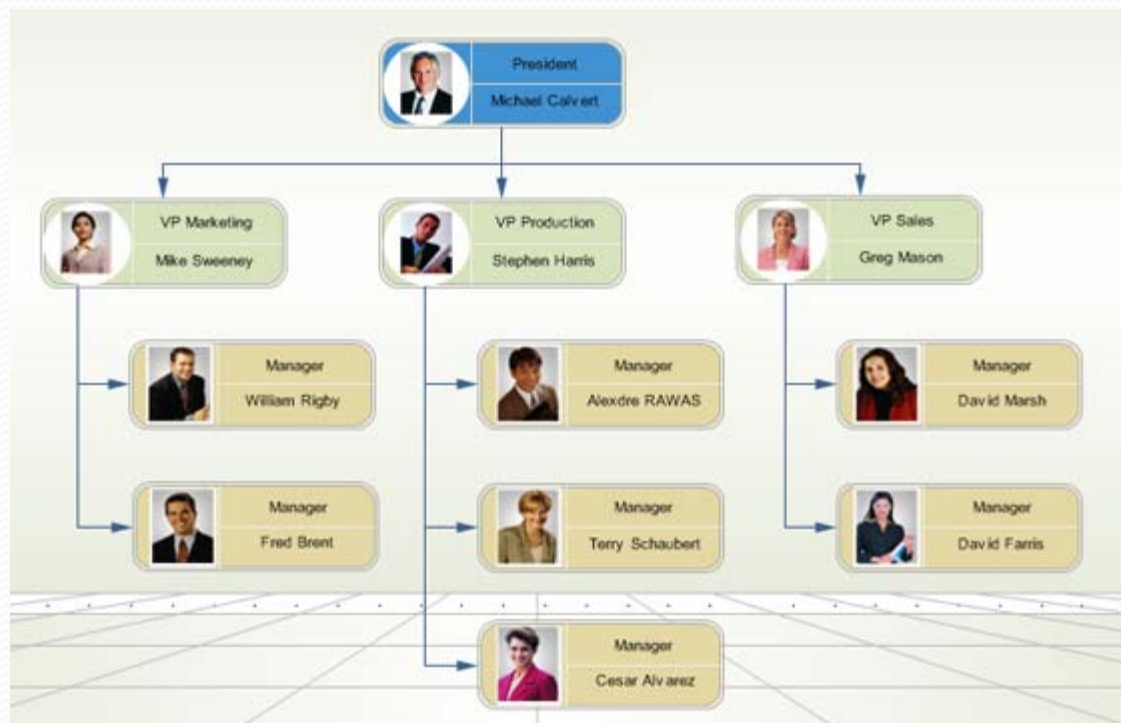 President
Michael Calvert
VP Marketing
Mike Sweeney
VP Production
Stephen Harris
VP Sales
Greg Mason
Manager
William Rigby
Manager
Alexdre RAWAS
Manager
David Marsh
Manager
Fred Brent
Manager
Terry Schaubert
Manager
David Farris
Manager
Cesar Alvarez